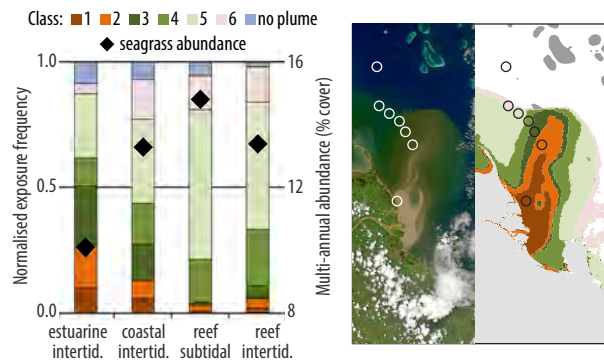 Class: 1 2 3 4 5 6 no plume
seagrass abundance
Normalised exposure frequency
1.0
0.5
0.0
16
12
8
Multi-annual abundance (% cover)
estuarine intertid.
coastal intertid.
reef subtidal
reef intertid.